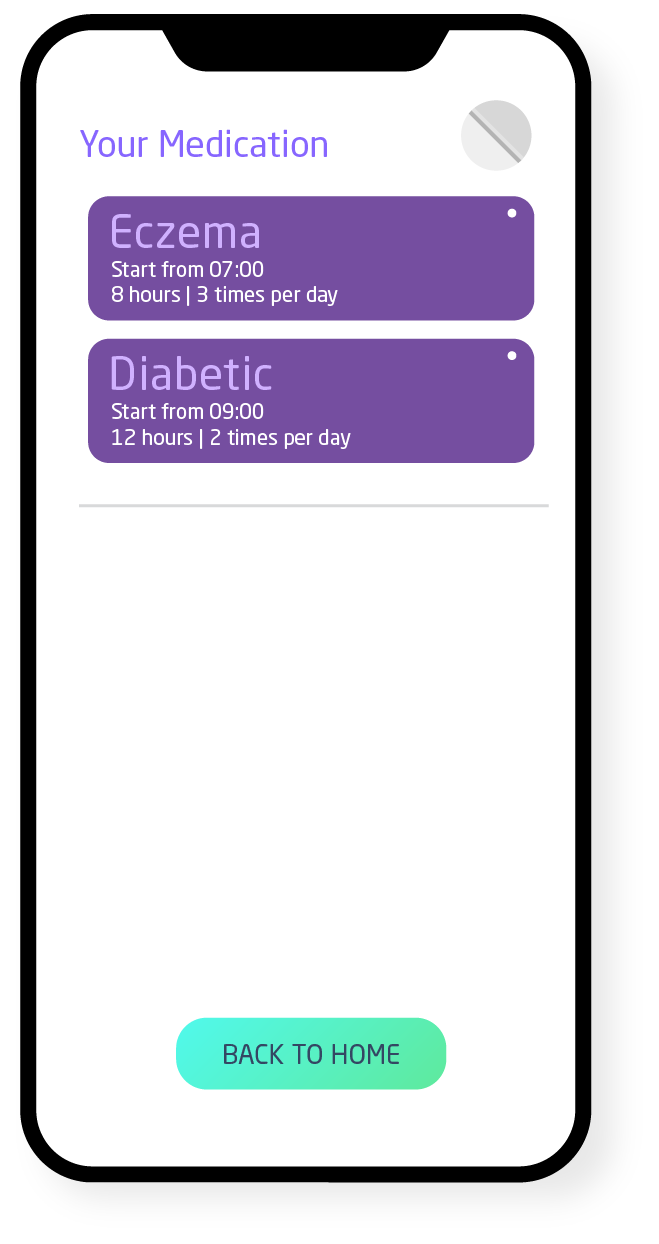 Your Medication
Eczema
Start from 07:00
8 hours | 3 times per day
Diabetic
Start from 09:00
12 hours | 2 times per day
BACK TO HOME